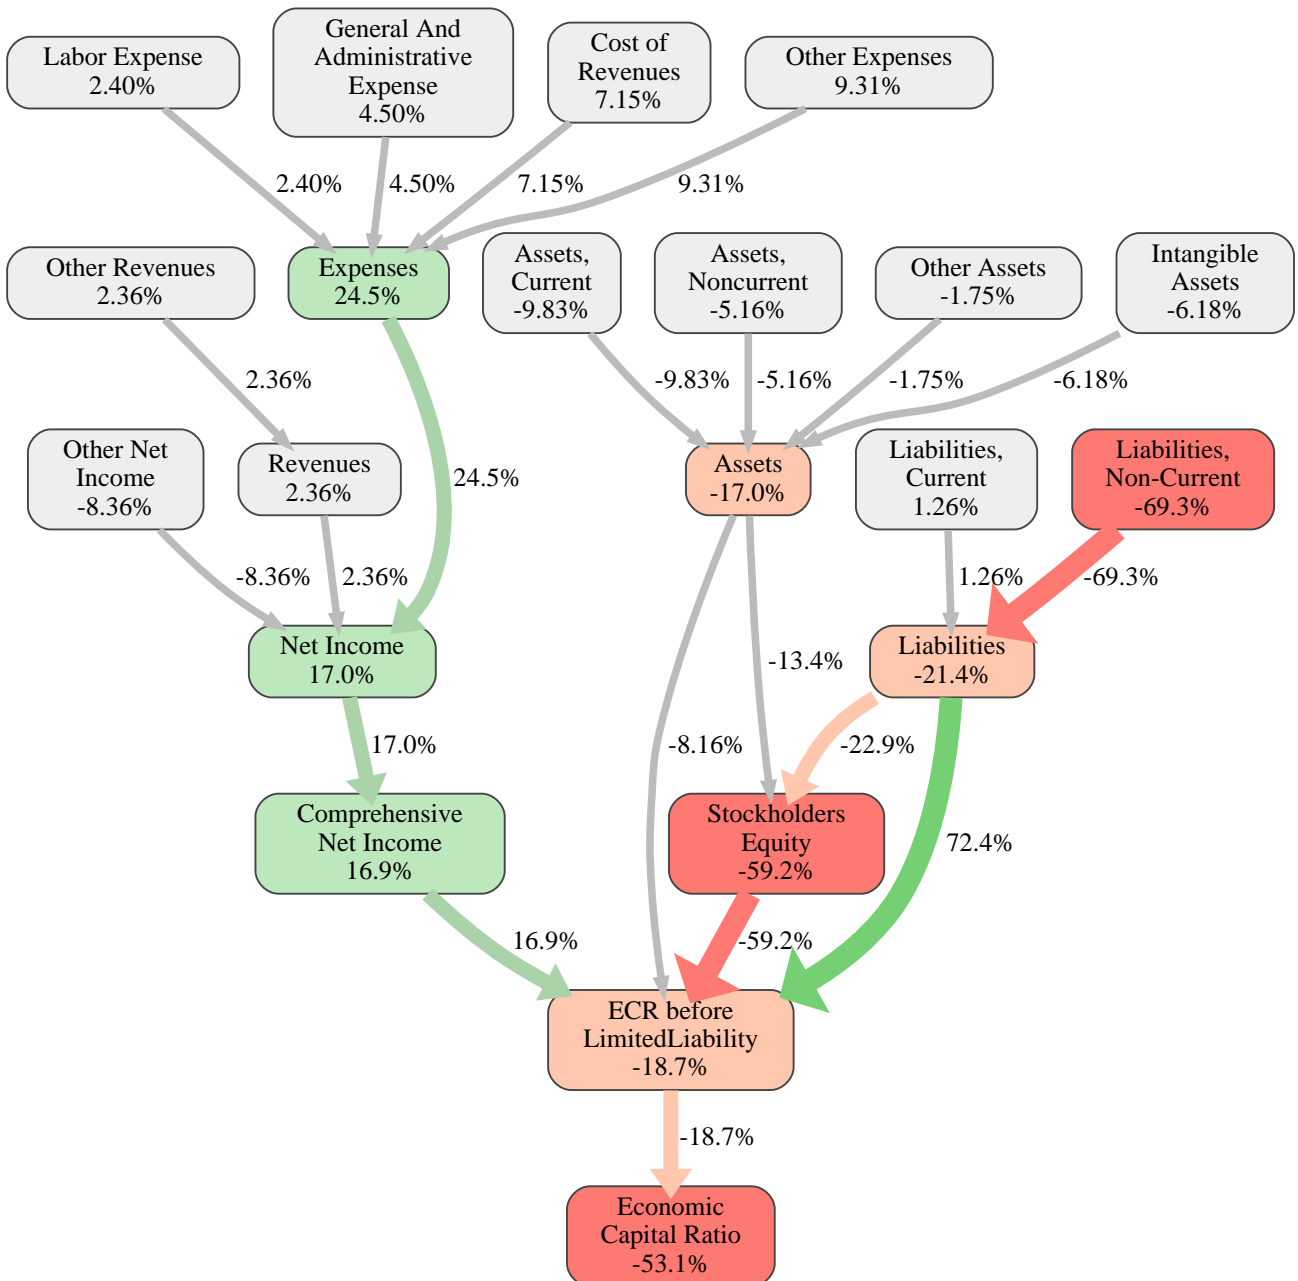 Labor Expense
2.40%
General And
Administrative
Expense
4.50%
Cost of
Revenues
7.15%
Other Expenses
9.31%
2.40%
4.50%
7.15%
9.31%
Other Revenues
2.36%
Expenses
24.5%
Assets,
Current
-9.83%
Assets,
Noncurrent
-5.16%
Other Assets
-1.75%
Intangible
Assets
-6.18%
2.36%
-9.83%
-5.16%
-1.75%
-6.18%
Other Net
Income
-8.36%
Revenues
2.36%
24.5%
Assets
-17.0%
Liabilities,
Current
1.26%
Liabilities,
Non-Current
-69.3%
-8.36%
2.36%
1.26%
-69.3%
Net Income
17.0%
-13.4%
Liabilities
-21.4%
17.0%
-8.16%
-22.9%
Comprehensive
Net Income
16.9%
Stockholders
Equity
-59.2%
72.4%
16.9%
-59.2%
ECR before
LimitedLiability
-18.7%
-18.7%
Economic
Capital Ratio
-53.1%